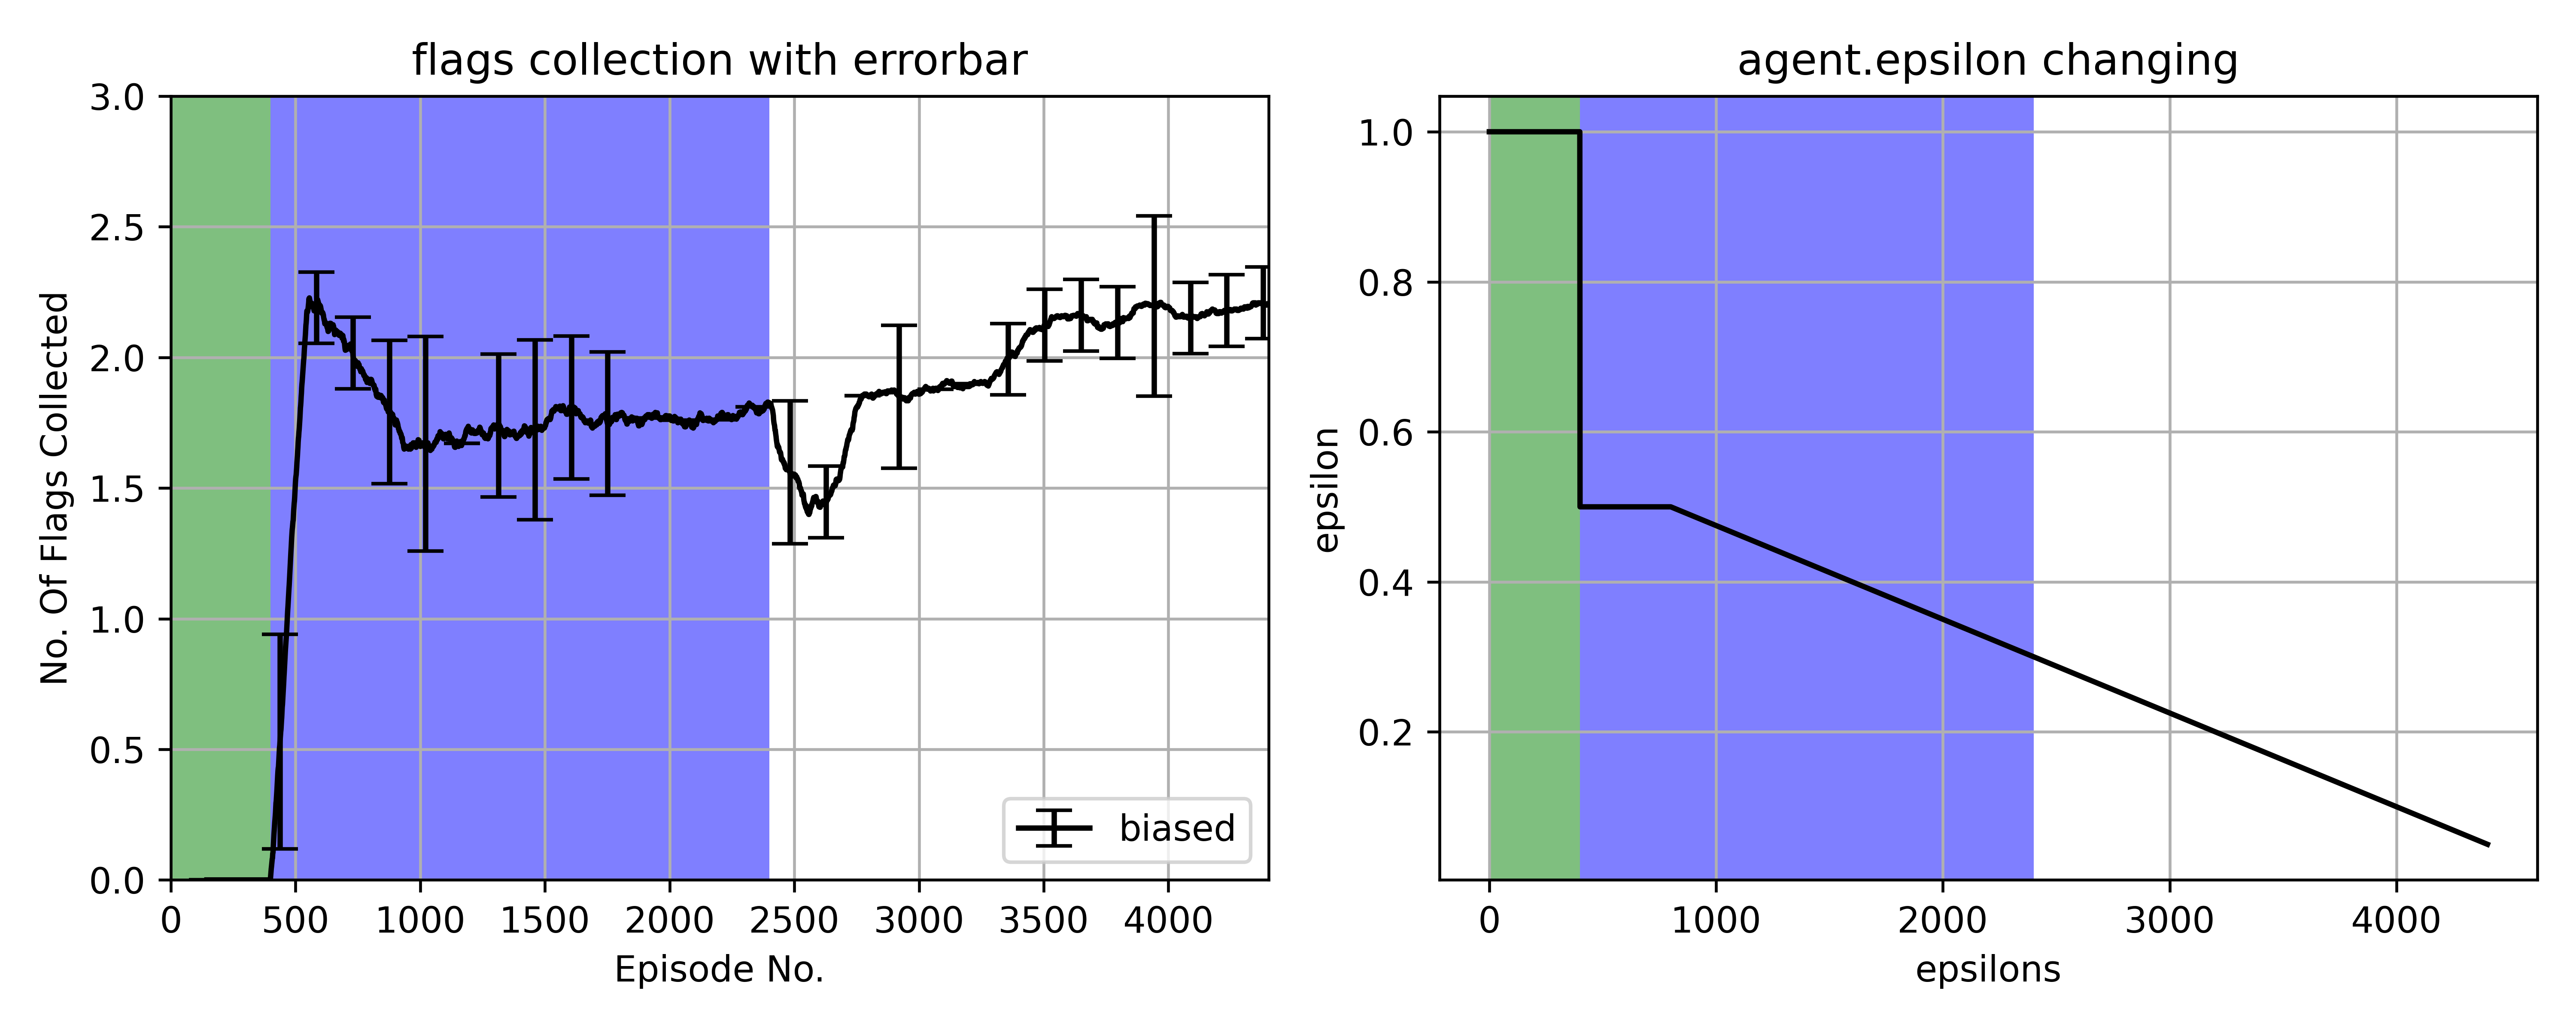 flags collection with errorbar
3.0
2.5
2.0
1.5
1.0
0.5
0.0
No. Of Flags Collected
0 500 1000 1500 2000 2500 3000 3500 4000
Episode No.
biased
agent.epsilon changing
1.0
0.8
0.6
0.4
0.2
epsilon
0 1000 2000 3000 4000
epsilons